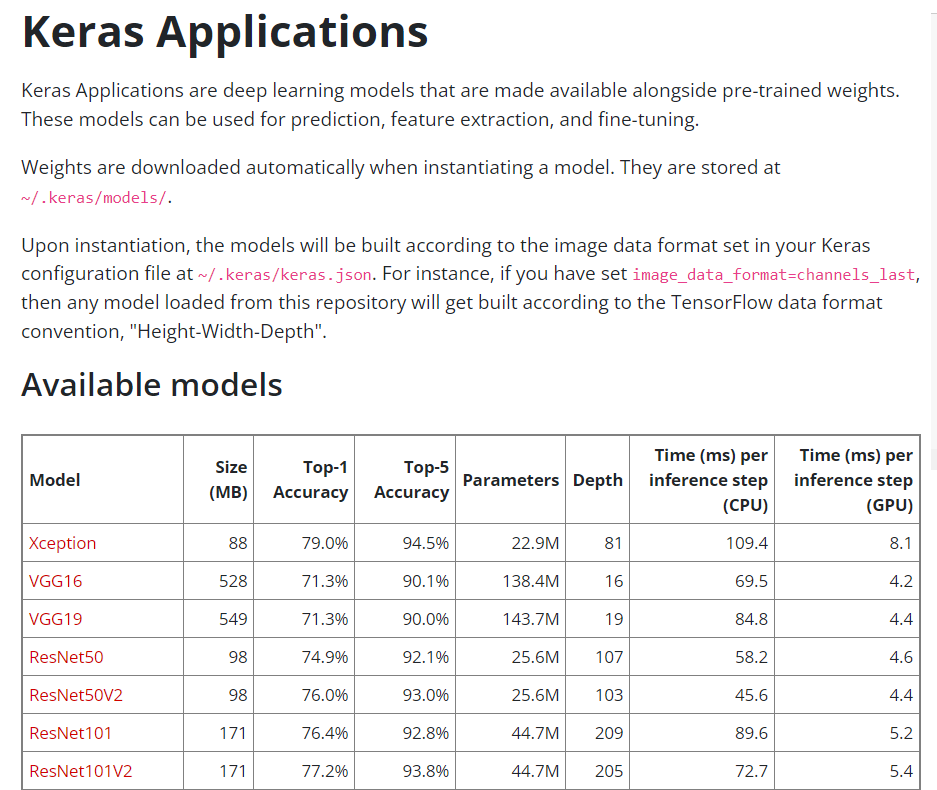 Keras Applications
Keras Applications are deep learning models that are made available alongside pre-trained weights.
These models can be used for prediction, feature extraction, and fine-tuning.
Weights are downloaded automatically when instantiating a model. They are stored at
~/.keras/models/.
Upon instantiation, the models will be built according to the image data format set in your Keras
configuration file at ~/.keras/keras.json. For instance, if you have set image_data_format=channels_last,
then any model loaded from this repository will get built according to the TensorFlow data format
convention, "Height-Width-Depth".
Available models
Model Size (MB) Top-1 Accuracy Top-5 Accuracy Parameters Depth Time (ms) per inference step (CPU) Time (ms) per inference step (GPU)
Xception 88 79.0% 94.5% 22.9M 81 109.4 8.1
VGG16 528 71.3% 90.1% 138.4M 16 69.5 4.2
VGG19 549 71.3% 90.0% 143.7M 19 84.8 4.4
ResNet50 98 74.9% 92.1% 25.6M 107 58.2 4.6
ResNet50V2 98 76.0% 93.0% 25.6M 103 45.6 4.4
ResNet101 171 76.4% 92.8% 44.7M 209 89.6 5.2
ResNet101V2 171 77.2% 93.8% 44.7M 205 72.7 5.4